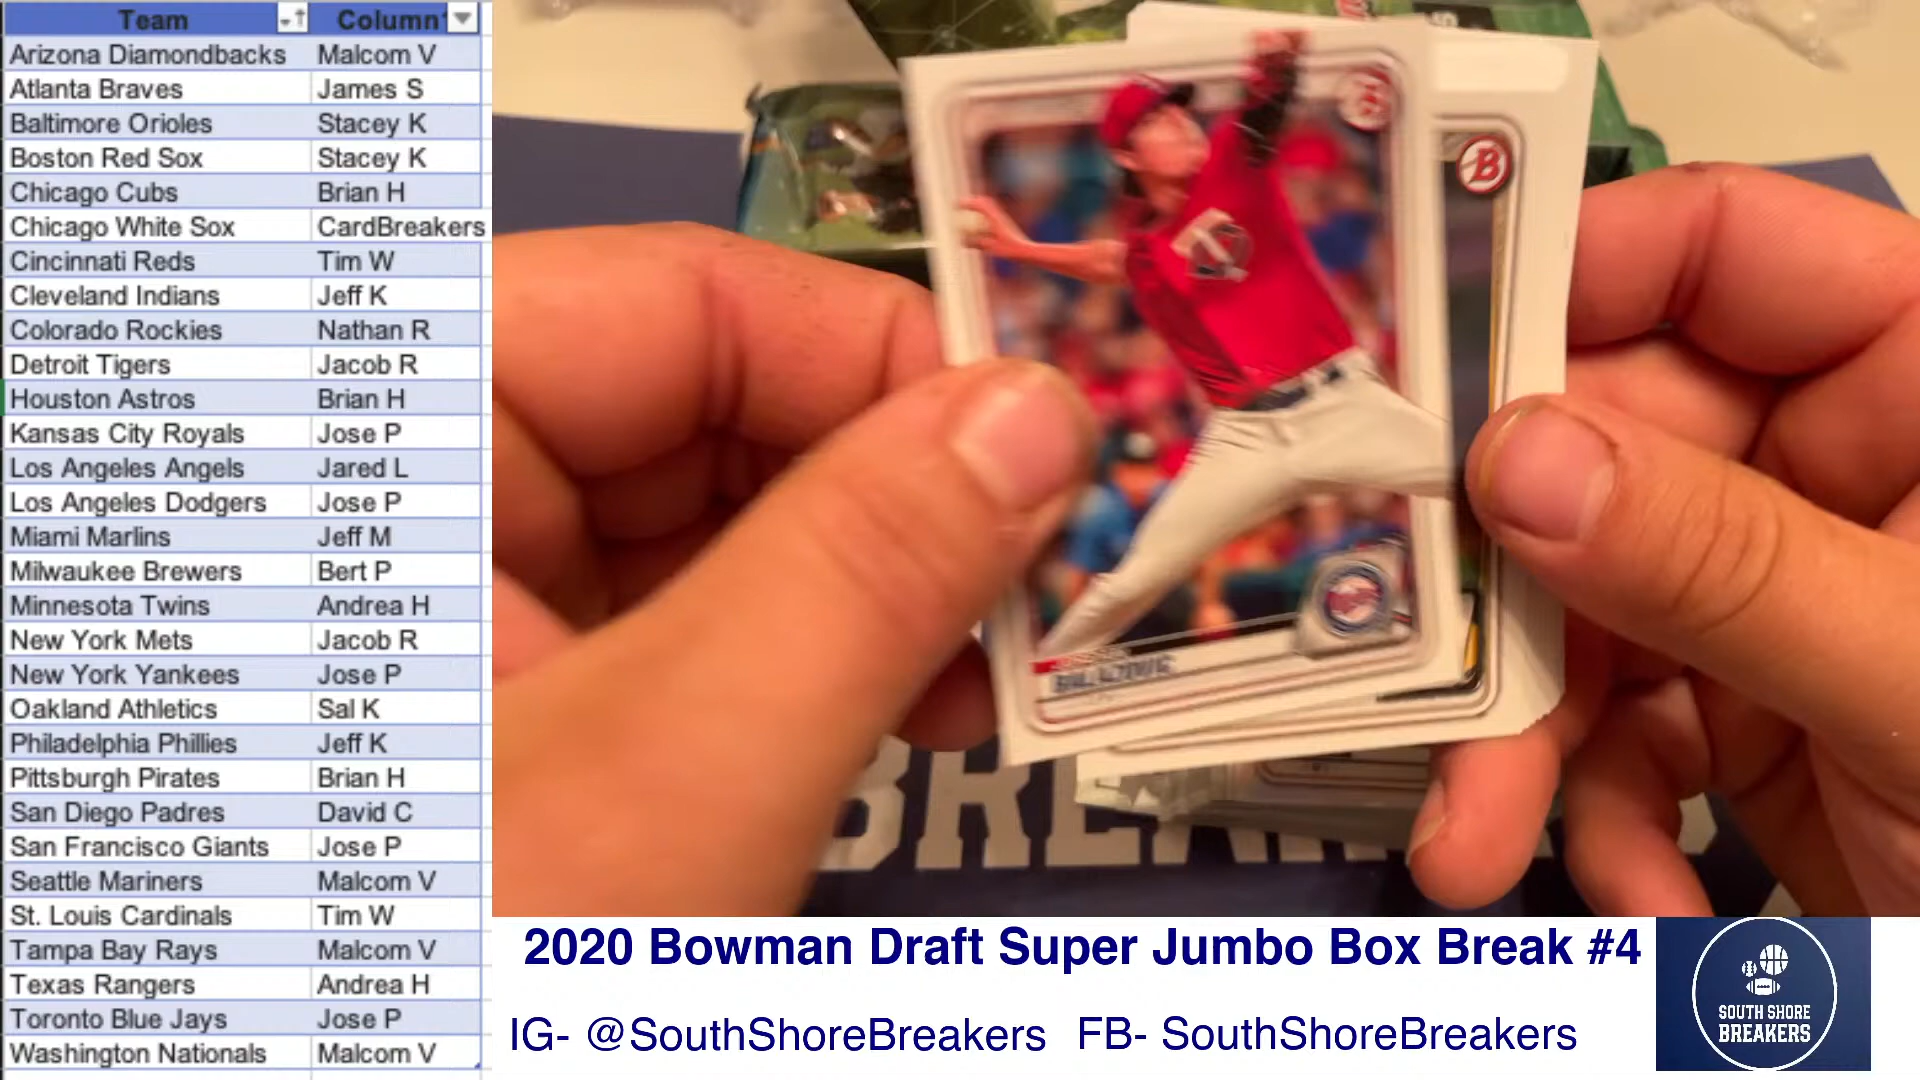 Team Column
Arizona Diamondbacks Malcom V
Atlanta Braves James S
Baltimore Orioles Stacey K
Boston Red Sox Stacey K
Chicago Cubs Brian H
Chicago White Sox CardBreakers
Cincinnati Reds Tim W
Cleveland Indians Jeff K
Colorado Rockies Nathan R
Detroit Tigers Jacob R
Houston Astros Brian H
Kansas City Royals Jose P
Los Angeles Angels Jared L
Los Angeles Dodgers Jose P
Miami Marlins Jeff M
Milwaukee Brewers Bert P
Minnesota Twins Andrea H
New York Mets Jacob R
New York Yankees Jose P
Oakland Athletics Sal K
Philadelphia Phillies Jeff K
Pittsburgh Pirates Brian H
San Diego Padres David C
San Francisco Giants Jose P
Seattle Mariners Malcom V
St. Louis Cardinals Tim W
Tampa Bay Rays Malcom V
Texas Rangers Andrea H
Toronto Blue Jays Jose P
Washington Nationals Malcom V
B
BALAZOVIC
2020 Bowman Draft Super Jumbo Box Break #4
IG- @SouthShoreBreakers FB- SouthShoreBreakers
SOUTH SHORE
BREAKERS